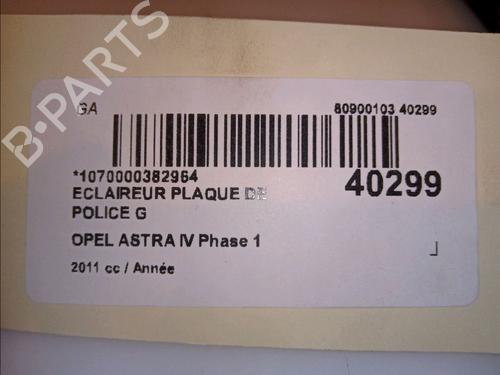 GA
80900103 40299
*1070000382964
40299
ECLAIREUR PLAQUE DE
POLICE G
OPEL ASTRA IV Phase 1
2011 cc / Année
B-PARTS